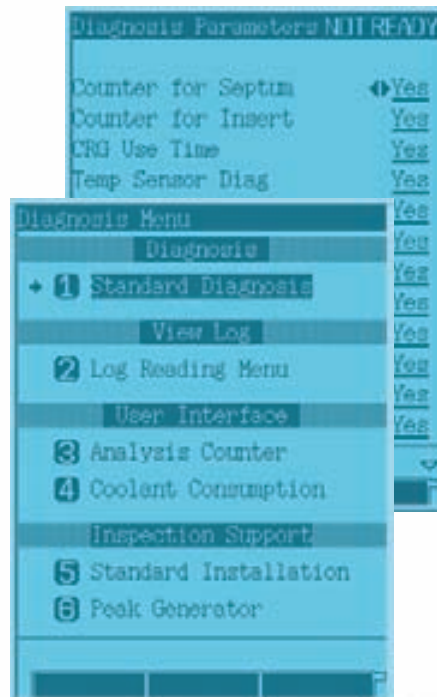 Diagnosis Parameters NOT READY
Counter for Septum Yes
Counter for Insert Yes
CRG Use Time Yes
Temp Sensor Diag Yes
Yes
Yes
Yes
Yes
Yes
Yes
Yes
Yes
Diagnosis Menu
Diagnosis
1 Standard Diagnosis
View Log
2 Log Reading Menu
User Interface
3 Analysis Counter
4 Coolant Consumption
Inspection Support
5 Standard Installation
6 Peak Generator